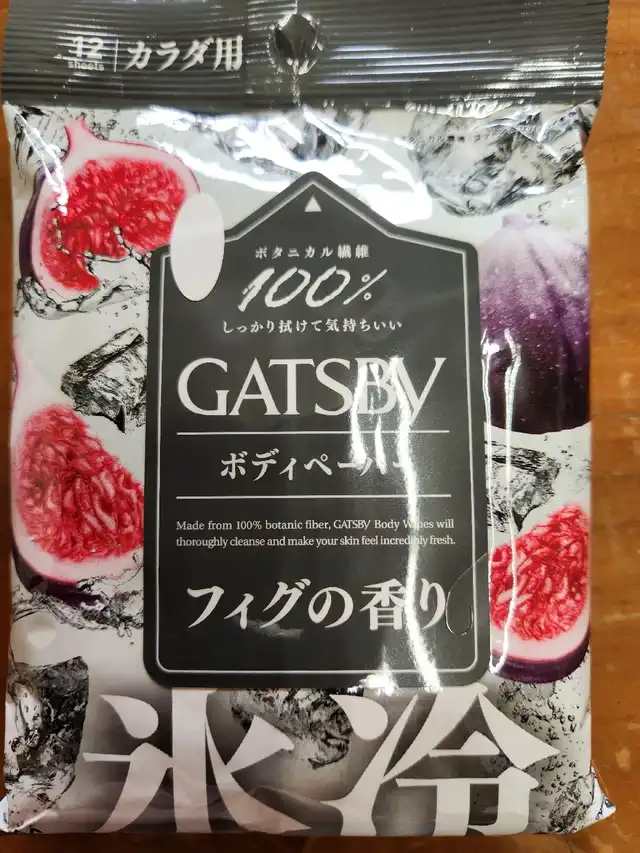 12 sheets カラダ用
ボタニカル繊維
100%
しっかり拭けて気持ちいい
GATSBY
ボディペーパー
Made from 100% botanic fiber, GATSBY Body Wipes will
thoroughly cleanse and make your skin feel incredibly fresh.
フィグの香り
氷冷